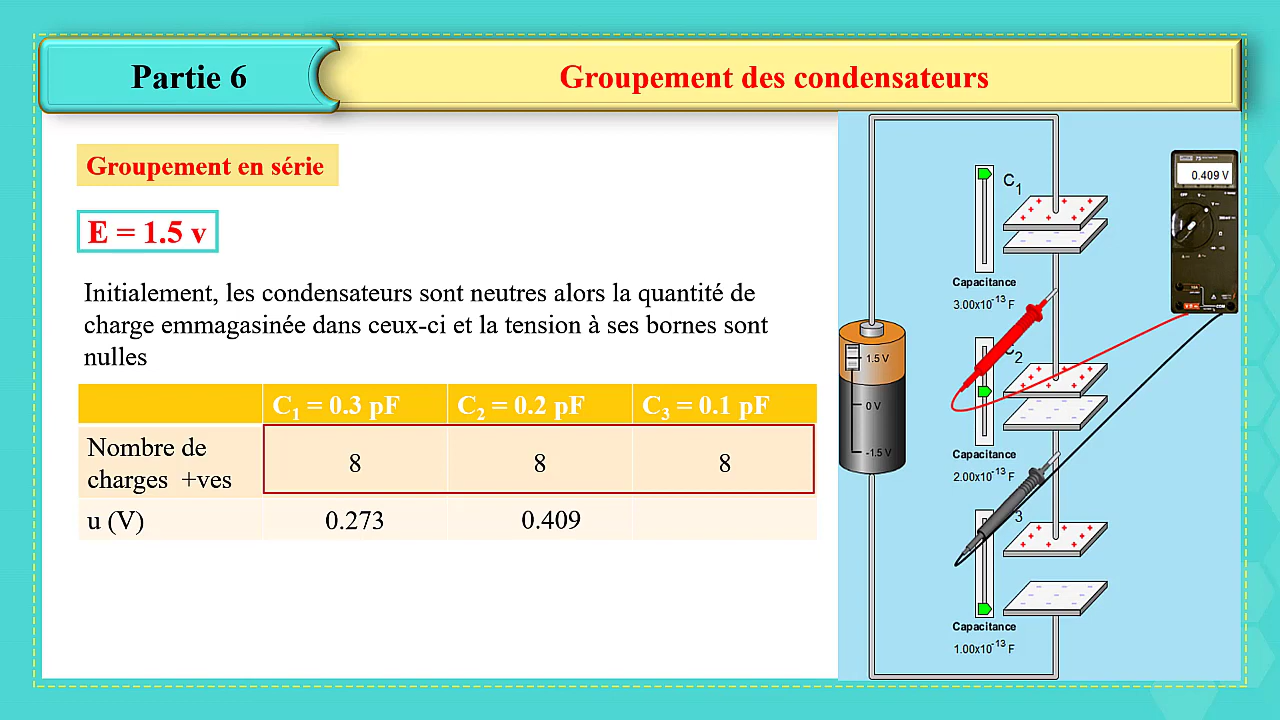 Partie 6
Groupement des condensateurs
Groupement en série
E = 1.5 v
Initialement, les condensateurs sont neutres alors la quantité de
charge emmagasinée dans ceux-ci et la tension à ses bornes sont
nulles
C₁ = 0.3 pF C₂ = 0.2 pF C₃ = 0.1 pF
Nombre de
charges +ves 8 8 8
u (V) 0.273 0.409
C₁
Capacitance
3.00x10⁻¹³ F
C₂
Capacitance
2.00x10⁻¹³ F
3
Capacitance
1.00x10⁻¹³ F
1.5 V
0 V
-1.5 V
0.409 V